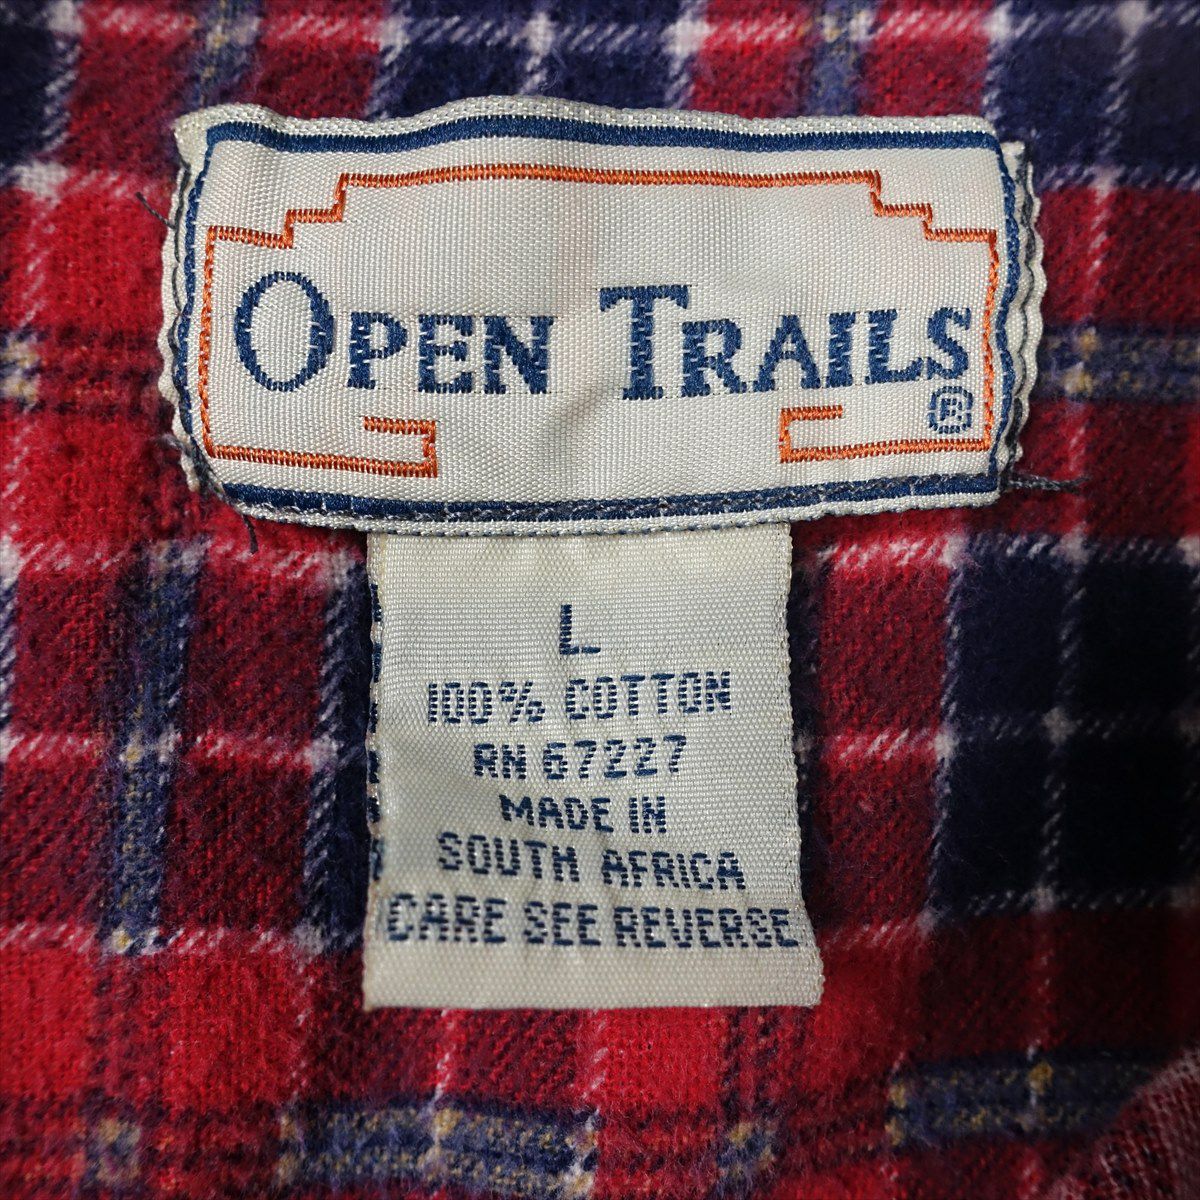 OPEN TRAILS®
L
100% COTTON
RN 67227
MADE IN
SOUTH AFRICA
CARE SEE REVERSE